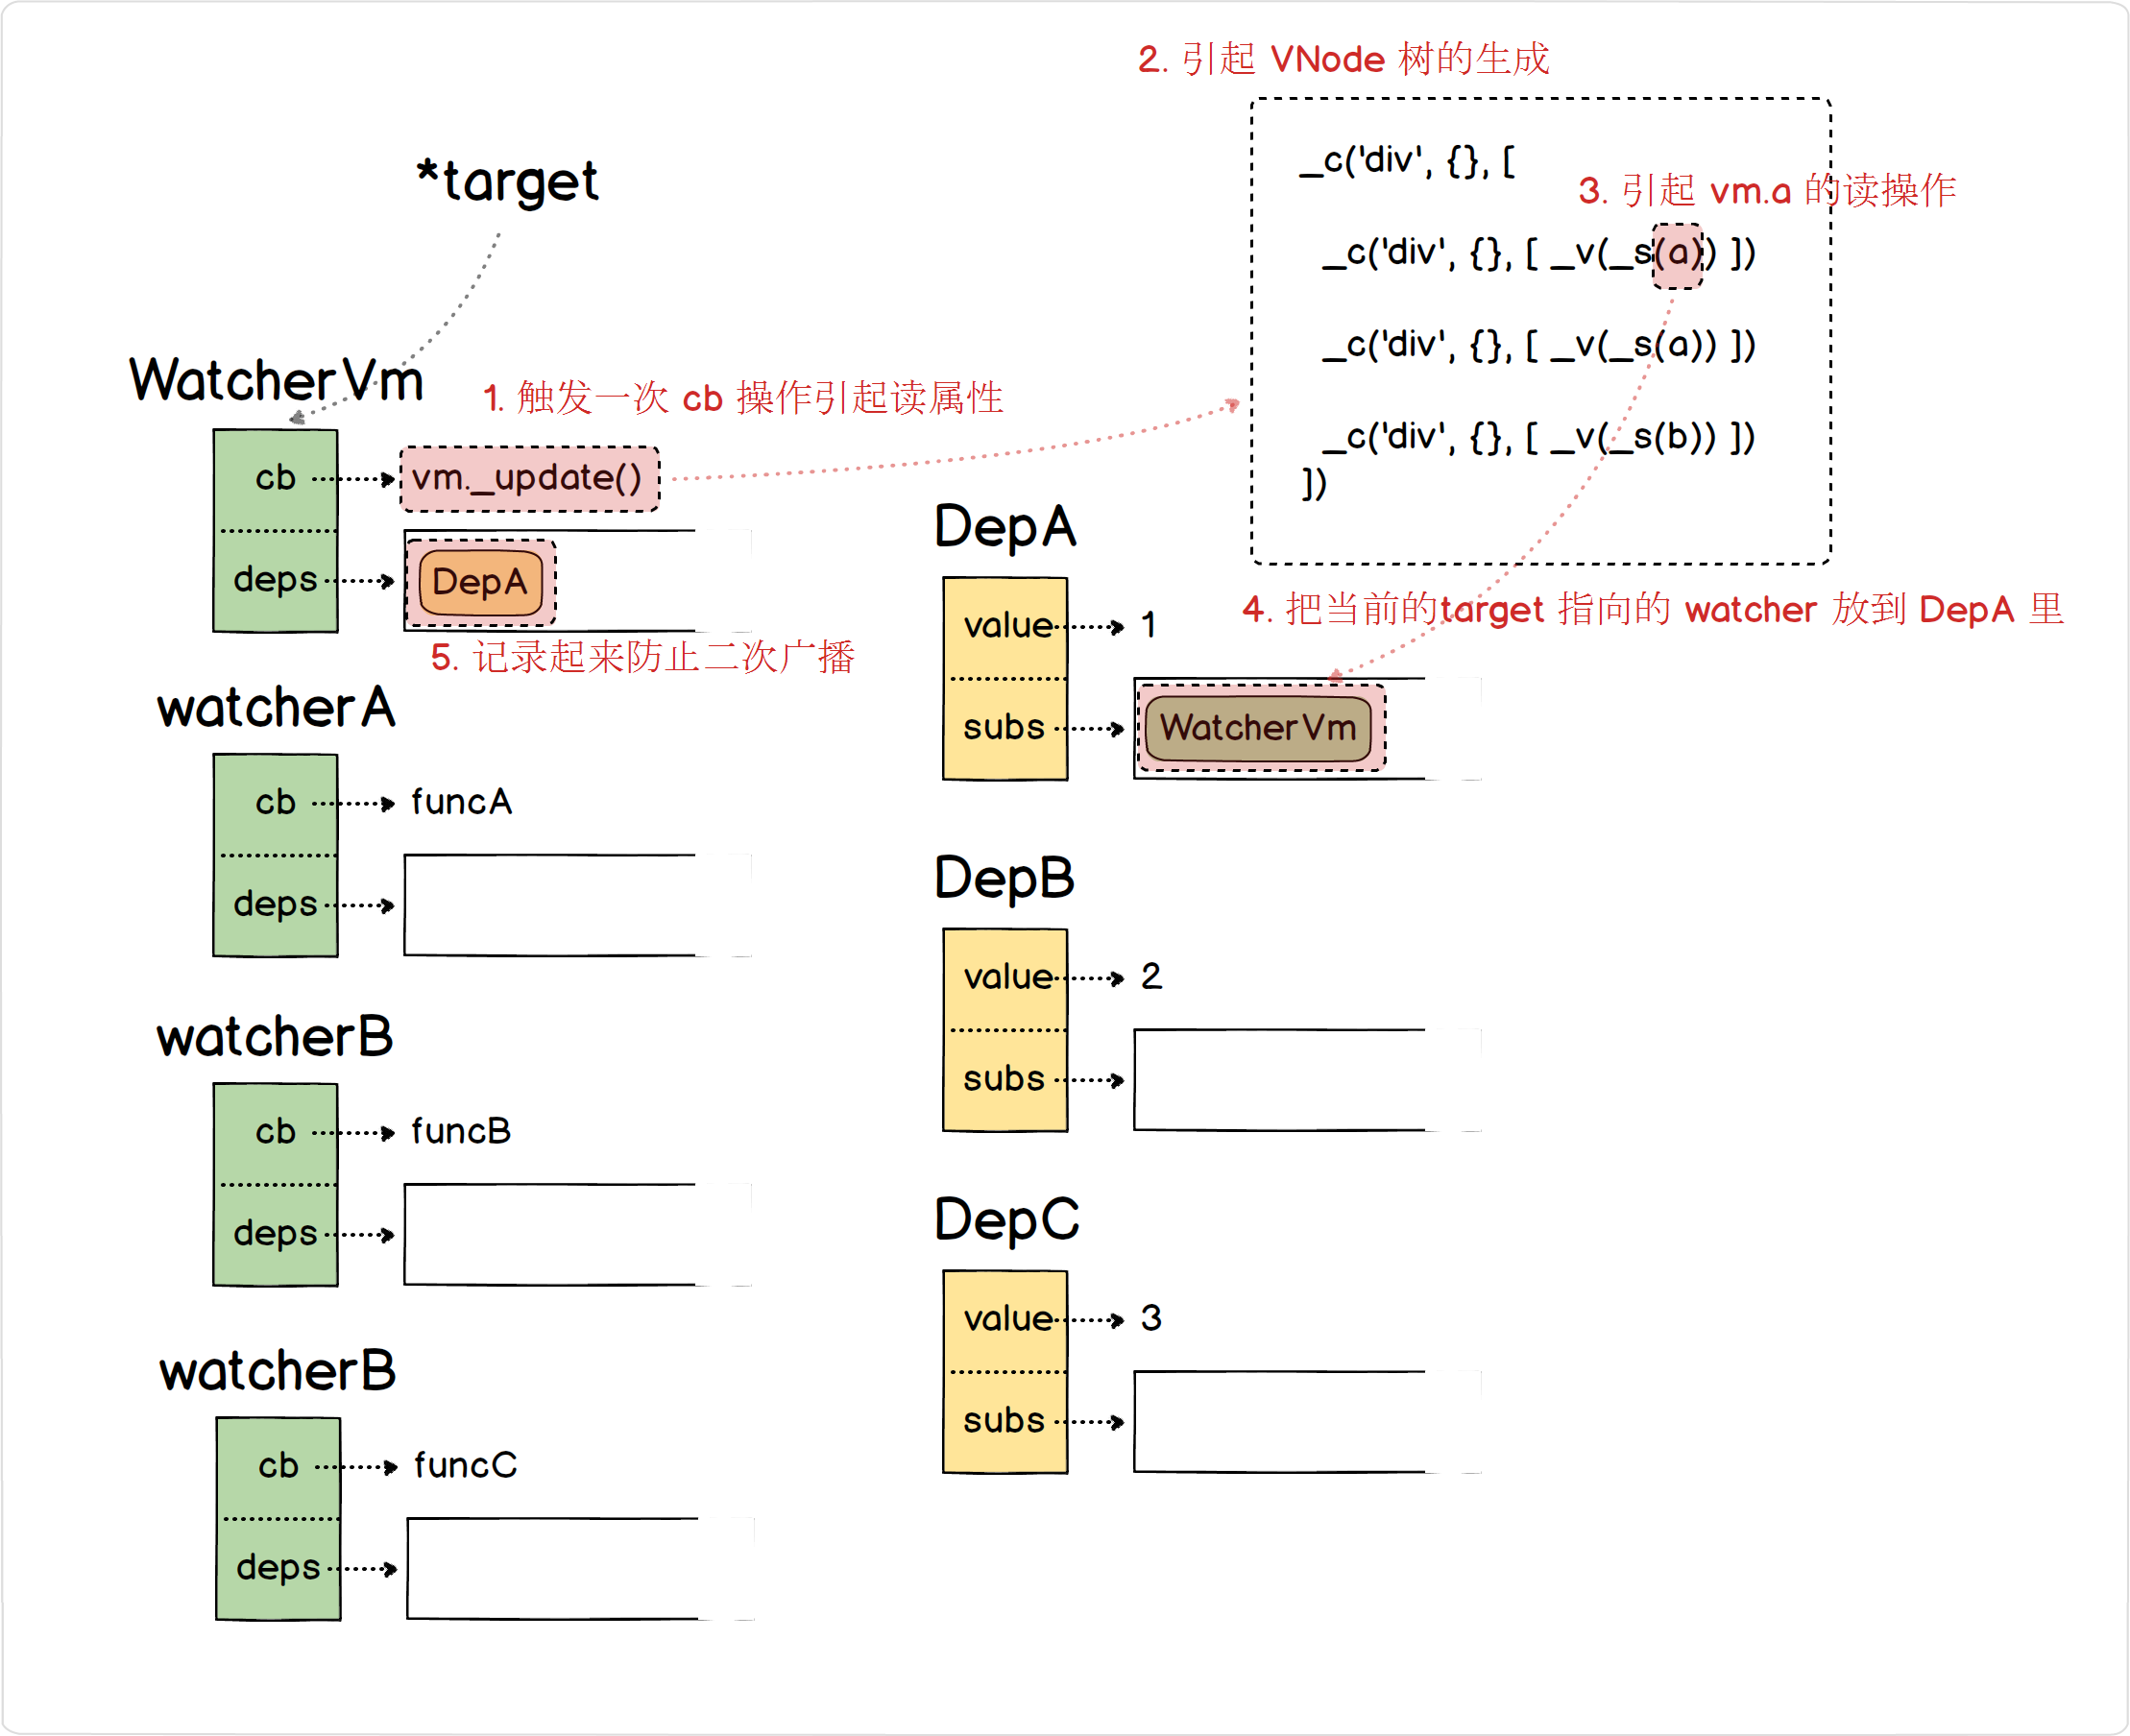 2. 引起 VNode 树的生成
_c('div', {}, [
3. 引起 vm.a 的读操作
_c('div', {}, [ _v(_s(a)) ])
_c('div', {}, [ _v(_s(a)) ])
_c('div', {}, [ _v(_s(b)) ])
])
*target
WatcherVm
1. 触发一次 cb 操作引起读属性
cb
vm._update()
deps
DepA
5. 记录起来防止二次广播
watcherA
cb
funcA
deps
watcherB
cb
funcB
deps
watcherB
cb
funcC
deps
DepA
4. 把当前的target 指向的 watcher 放到 DepA 里
value
1
subs
WatcherVm
DepB
value
2
subs
DepC
value
3
subs